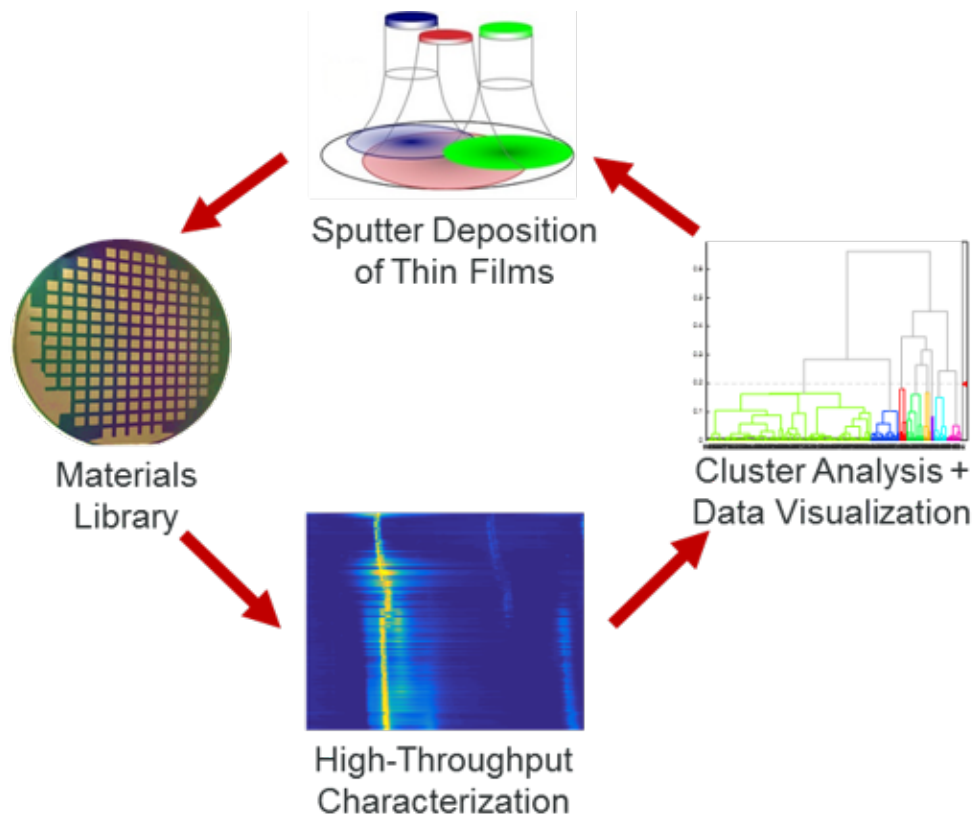 Sputter Deposition
of Thin Films
Materials
Library
Cluster Analysis +
Data Visualization
High-Throughput
Characterization